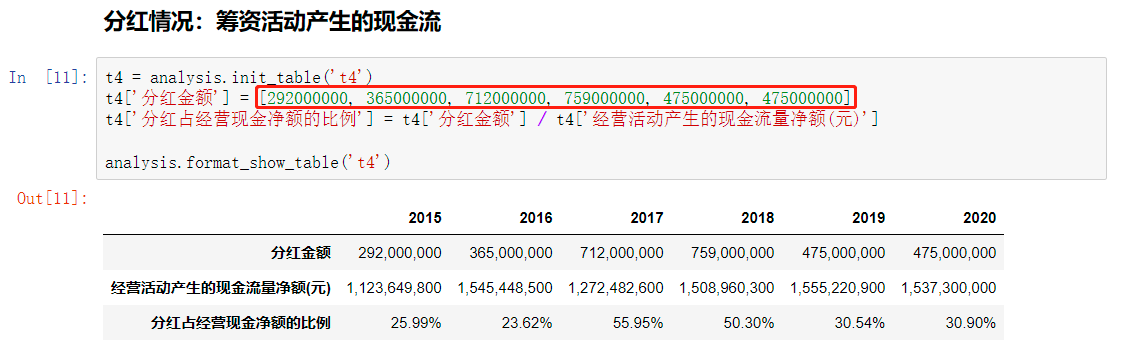 分红情况：筹资活动产生的现金流
In [11]: t4 = analysis.init_table('t4')
t4['分红金额'] = [292000000, 365000000, 712000000, 759000000, 475000000, 475000000]
t4['分红占经营现金净额的比例'] = t4['分红金额'] / t4['经营活动产生的现金流量净额(元)']
analysis.format_show_table('t4')
Out[11]:
2015 2016 2017 2018 2019 2020
分红金额 292,000,000 365,000,000 712,000,000 759,000,000 475,000,000 475,000,000
经营活动产生的现金流量净额(元) 1,123,649,800 1,545,448,500 1,272,482,600 1,508,960,300 1,555,220,900 1,537,300,000
分红占经营现金净额的比例 25.99% 23.62% 55.95% 50.30% 30.54% 30.90%